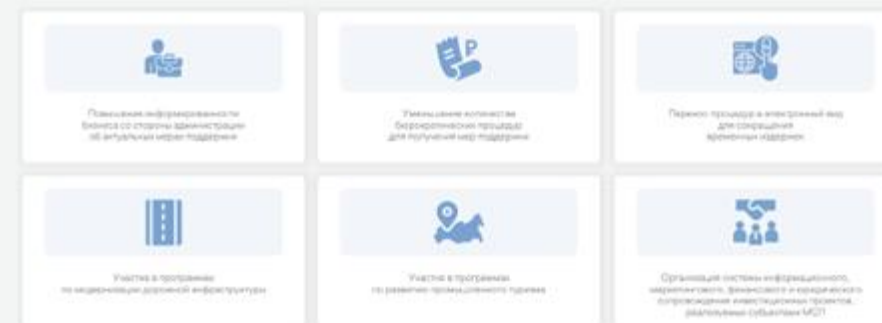 Повышение информированности
бизнеса со стороны администрации
об актуальных мерах поддержки
Уменьшение количества
бюрократических процедур
для получения мер поддержки
Перенос процедур в электронный вид
для сокращения
временных издержек
Участие в программах
по модернизации дорожной инфраструктуры
Участие в программах
по развитию промышленного туризма
Организация системы информационного,
маркетингового, финансового и юридического
сопровождения инвестиционных проектов,
реализуемых субъектами МСП